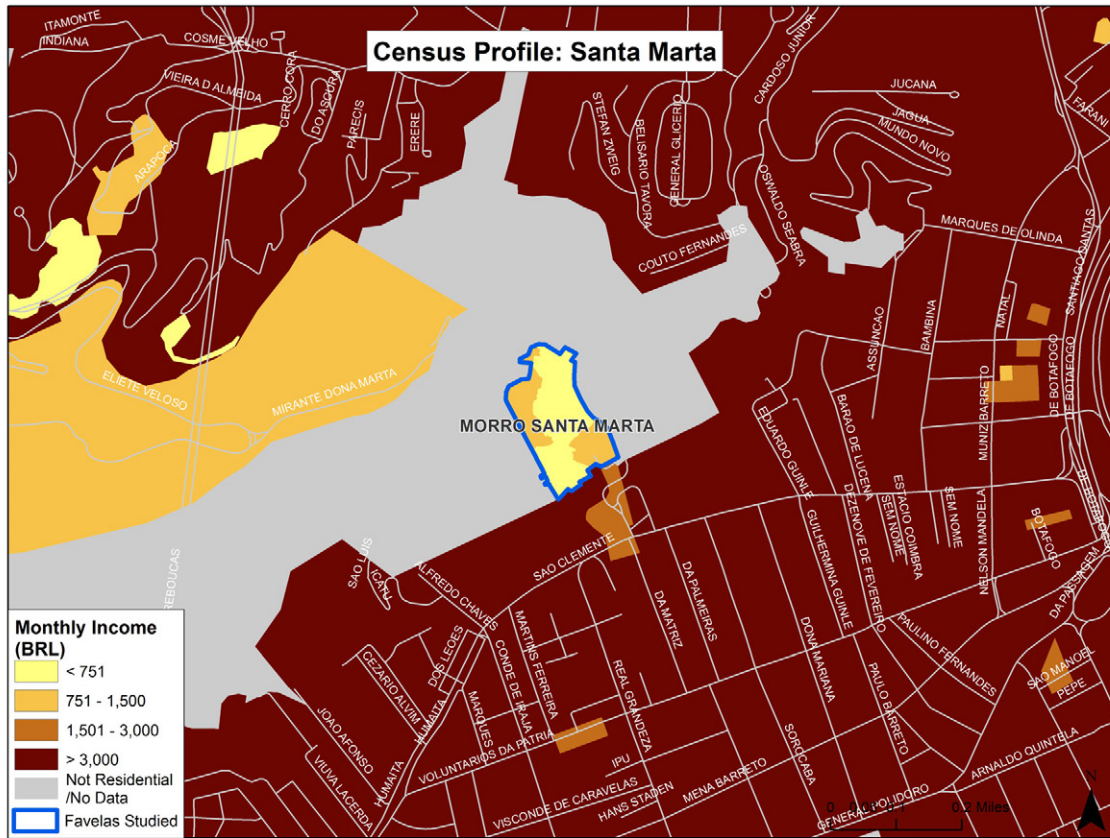 Census Profile: Santa Marta
ITAMONTE
INDIANA
COSME VELHO
VIEIRA D ALMEIDA
CERRO CORA
DO ASCURA
PARECIS
ERERE
ARAPOCA
STEFAN ZWEIG
BELISARIO TAVORA
GENERAL GLICERIO
CARDOSO JUNIOR
JUCANA
JAGUA
MUNDO NOVO
FARANI
OSWALDO SEABRA
COUTO FERNANDES
MARQUES DE OLINDA
SANTIAGO DANTAS
NATAL
ASSUNCAO
BAMBINA
DE BOTAFOGO
DE BOTAFOGO
MUNIZ BARRETO
ELIETE VELOSO
MIRANTE DONA MARTA
MORRO SANTA MARTA
EDUARDO GUINLE
BARAO DE LUCENA
DEZENOVE DE FEVEREIRO
GUILHERMINA GUINLE
ESTACIO COIMBRA
SEM NOME
SEM NOME
NELSON MANDELA
BOTAFOGO
DA PASSAGEM
REBOUCAS
SAO LUIS
ICATU
ALFREDO CHAVES
SAO CLEMENTE
DA MATRIZ
DA PALMEIRAS
DONA MARIANA
PAULINO FERNANDES
PAULO BARRETO
SAO MANOEL
PEPE
CEZARIO ALVIM
DOS LEOES
HUMAITA
MARQUES
CONDE DE IRAJA
MARTINS FERREIRA
REAL GRANDEZA
VOLUNTARIOS DA PATRIA
IPU
SOROCABA
JOAO AFONSO
VIUVA LACERDA
HUMAITA
VISCONDE DE CARAVELAS
HANS STADEN
MENA BARRETO
GENERAL POLIDORO
ARNALDO QUINTELA
Monthly Income
(BRL)
< 751
751 - 1,500
1,501 - 3,000
> 3,000
Not Residential
/No Data
Favelas Studied
0.2 Miles
N